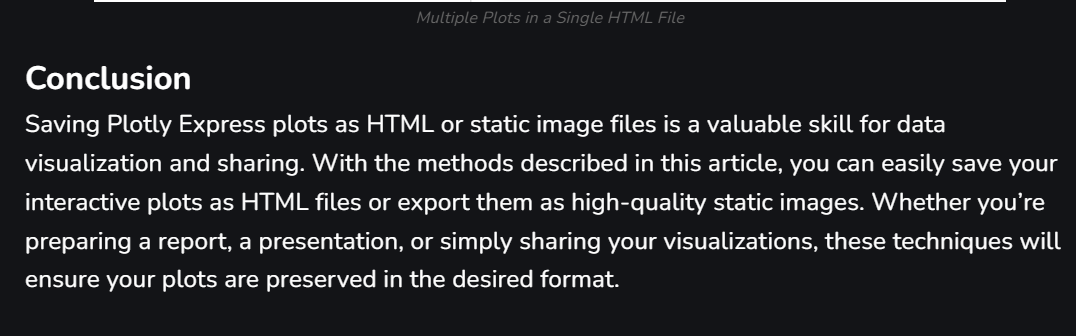 Multiple Plots in a Single HTML File
Conclusion
Saving Plotly Express plots as HTML or static image files is a valuable skill for data
visualization and sharing. With the methods described in this article, you can easily save your
interactive plots as HTML files or export them as high-quality static images. Whether you’re
preparing a report, a presentation, or simply sharing your visualizations, these techniques will
ensure your plots are preserved in the desired format.